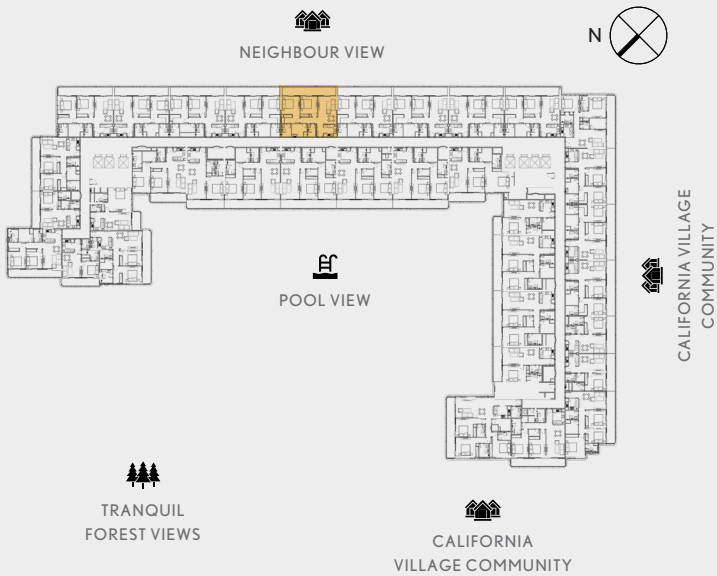 N
NEIGHBOUR VIEW
CALIFORNIA VILLAGE
COMMUNITY
POOL VIEW
TRANQUIL
FOREST VIEWS
CALIFORNIA
VILLAGE COMMUNITY